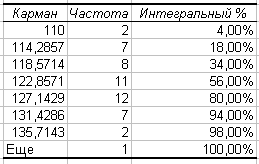 Карман Частота Интегральный %
110 2 4,00%
114,2857 7 18,00%
118,5714 8 34,00%
122,8571 11 56,00%
127,1429 12 80,00%
131,4286 7 94,00%
135,7143 2 98,00%
Еще 1 100,00%